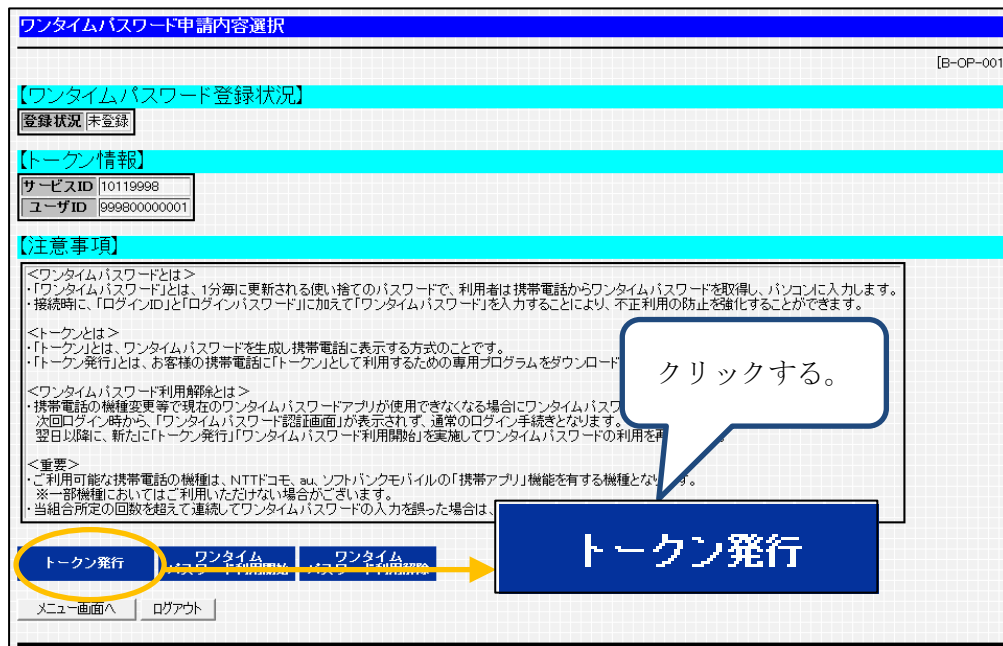 ワンタイムパスワード申請内容選択
[B-OP-001
【ワンタイムパスワード登録状況】
登録状況 未登録
【トークン情報】
サービスID 10119998
ユーザID 999800000001
【注意事項】
＜ワンタイムパスワードとは＞
・「ワンタイムパスワード」とは、1分毎に更新される使い捨てのパスワードで、利用者は携帯電話からワンタイムパスワードを取得し、パソコンに入力します。
・接続時に、「ログインID」と「ログインパスワード」に加えて「ワンタイムパスワード」を入力することにより、不正利用の防止を強化することができます。
＜トークンとは＞
・「トークン」とは、ワンタイムパスワードを生成し携帯電話に表示する方式のことです。
・「トークン発行」とは、お客様の携帯電話に「トークン」として利用するための専用プログラムをダウンロード
＜ワンタイムパスワード利用解除とは＞
・携帯電話の機種変更等で現在のワンタイムパスワードアプリが使用できなくなる場合にワンタイムパスワ
次回ログイン時から、「ワンタイムパスワード認証画面」が表示されず、通常のログイン手続きとなります。
翌日以降に、新たに「トークン発行」「ワンタイムパスワード利用開始」を実施してワンタイムパスワードの利用を再
＜重要＞
・ご利用可能な携帯電話の機種は、NTTドコモ、au、ソフトバンクモバイルの「携帯アプリ」機能を有する機種となります。
※一部機種においてはご利用いただけない場合がございます。
・当組合所定の回数を超えて連続してワンタイムパスワードの入力を誤った場合は、
クリックする。
トークン発行
トークン発行
ワンタイム
パスワード利用開始
ワンタイム
パスワード利用解除
メニュー画面へ
ログアウト